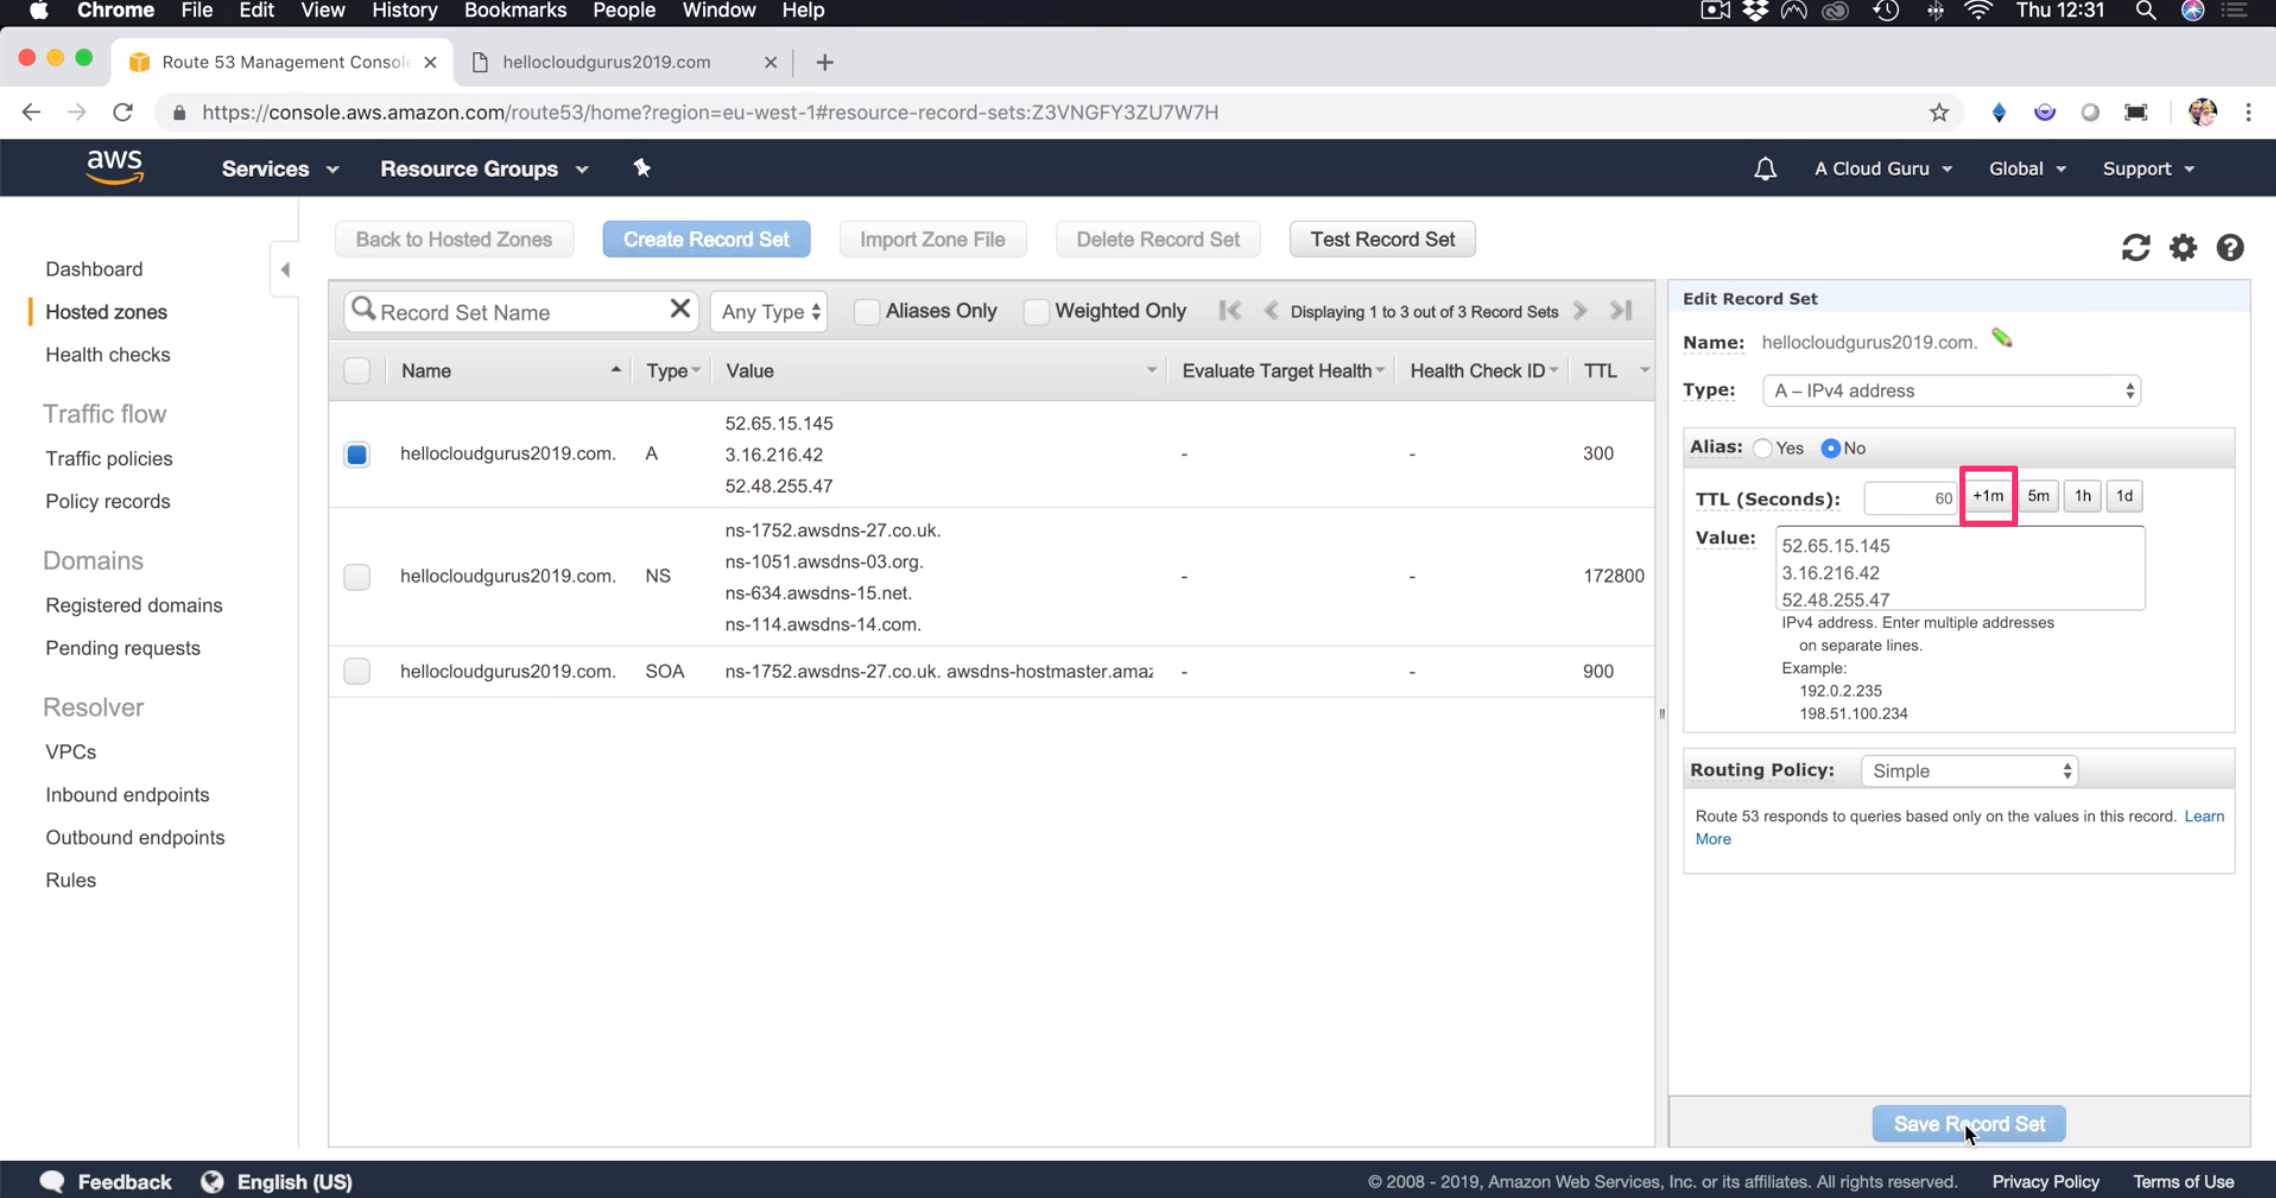 Chrome File Edit View History Bookmarks People Window Help Thu 12:31
Route 53 Management Console hellocloudgurus2019.com
https://console.aws.amazon.com/route53/home?region=eu-west-1#resource-record-sets:Z3VNGFY3ZU7W7H
aws Services Resource Groups A Cloud Guru Global Support
Back to Hosted Zones Create Record Set Import Zone File Delete Record Set Test Record Set
Dashboard
Hosted zones
Health checks
Traffic flow
Traffic policies
Policy records
Domains
Registered domains
Pending requests
Resolver
VPCs
Inbound endpoints
Outbound endpoints
Rules
Record Set Name Any Type Aliases Only Weighted Only Displaying 1 to 3 out of 3 Record Sets
Name Type Value Evaluate Target Health Health Check ID TTL
52.65.15.145
hellocloudgurus2019.com. A 3.16.216.42 - - 300
52.48.255.47
ns-1752.awsdns-27.co.uk.
ns-1051.awsdns-03.org.
hellocloudgurus2019.com. NS - - 172800
ns-634.awsdns-15.net.
ns-114.awsdns-14.com.
hellocloudgurus2019.com. SOA ns-1752.awsdns-27.co.uk. awsdns-hostmaster.amaz - - 900
Edit Record Set
Name: hellocloudgurus2019.com.
Type: A – IPv4 address
Alias: Yes No
TTL (Seconds): 60 +1m 5m 1h 1d
Value: 52.65.15.145
3.16.216.42
52.48.255.47
IPv4 address. Enter multiple addresses
on separate lines.
Example:
192.0.2.235
198.51.100.234
Routing Policy: Simple
Route 53 responds to queries based only on the values in this record. Learn
More
Save Record Set
Feedback English (US) © 2008 - 2019, Amazon Web Services, Inc. or its affiliates. All rights reserved. Privacy Policy Terms of Use